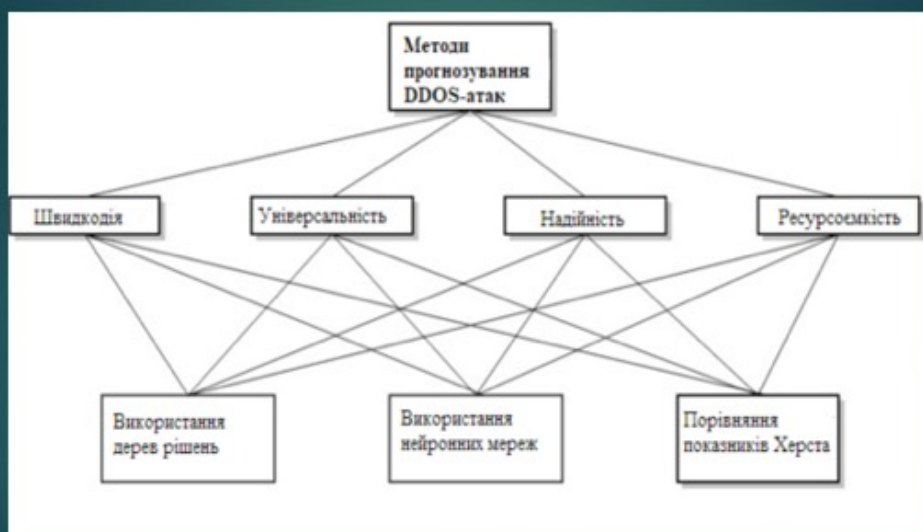 Методи
прогнозування
DDOS-атак
Швидкодія
Універсальність
Надійність
Ресурсоємкість
Використання
дерев рішень
Використання
нейронних мереж
Порівняння
показників Херста